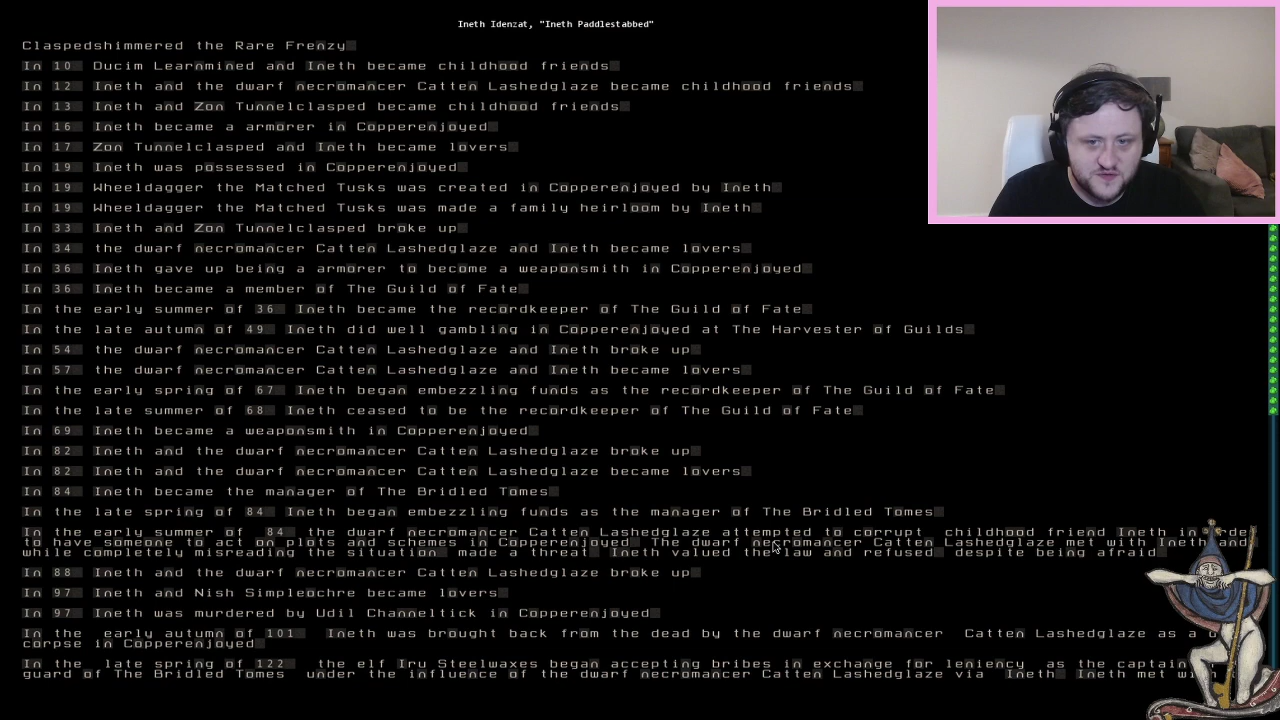 Ineth Idenzat, "Ineth Paddlestabbed"
Claspedshimmered the Rare Frenzy
In 10 Ducim Learnmined and Ineth became childhood friends
In 12 Ineth and the dwarf necromancer Catten Lashedglaze became childhood friends
In 13 Ineth and Zon Tunnelclasped became childhood friends
In 16 Ineth became a armorer in Copperenjoyed
In 17 Zon Tunnelclasped and Ineth became lovers
In 19 Ineth was possessed in Copperenjoyed
In 19 Wheeldagger the Matched Tusks was created in Copperenjoyed by Ineth
In 19 Wheeldagger the Matched Tusks was made a family heirloom by Ineth
In 33 Ineth and Zon Tunnelclasped broke up
In 34 the dwarf necromancer Catten Lashedglaze and Ineth became lovers
In 36 Ineth gave up being a armorer to become a weaponsmith in Copperenjoyed
In 36 Ineth became a member of The Guild of Fate
In the early summer of 36 Ineth became the recordkeeper of The Guild of Fate
In the late autumn of 49 Ineth did well gambling in Copperenjoyed at The Harvester of Guilds
In 54 the dwarf necromancer Catten Lashedglaze and Ineth broke up
In 57 the dwarf necromancer Catten Lashedglaze and Ineth became lovers
In the early spring of 67 Ineth began embezzling funds as the recordkeeper of The Guild of Fate
In the late summer of 68 Ineth ceased to be the recordkeeper of The Guild of Fate
In 69 Ineth became a weaponsmith in Copperenjoyed
In 82 Ineth and the dwarf necromancer Catten Lashedglaze broke up
In 82 Ineth and the dwarf necromancer Catten Lashedglaze became lovers
In 84 Ineth became the manager of The Bridled Tomes
In the late spring of 84 Ineth began embezzling funds as the manager of The Bridled Tomes
In the early summer of 84 the dwarf necromancer Catten Lashedglaze attempted to corrupt childhood friend Ineth in
to have someone to act on plots and schemes in Copperenjoyed The dwarf necromancer Catten Lashedglaze met with Ineth and
while completely misreading the situation made a threat Ineth valued the law and refused despite being afraid
In 88 Ineth and the dwarf necromancer Catten Lashedglaze broke up
In 97 Ineth and Nish Simpleochre became lovers
In 97 Ineth was murdered by Udil Channeltick in Copperenjoyed
In the early autumn of 101 Ineth was brought back from the dead by the dwarf necromancer Catten Lashedglaze as a
corpse in Copperenjoyed
In the late spring of 122 the elf Iru Steelwaxes began accepting bribes in exchange for leniency as the captain
guard of The Bridled Tomes under the influence of the dwarf necromancer Catten Lashedglaze via Ineth Ineth met